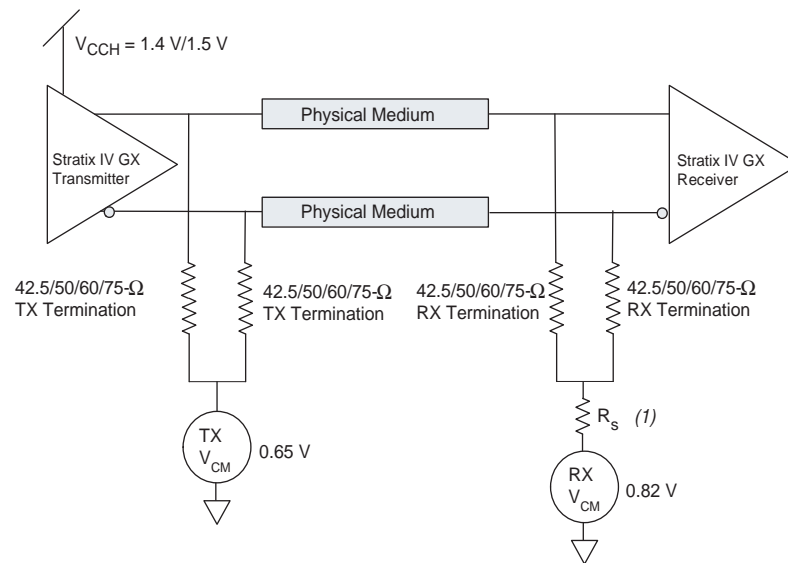 V_CCH = 1.4 V/1.5 V
Physical Medium
Stratix IV GX
Transmitter
Stratix IV GX
Receiver
Physical Medium
42.5/50/60/75-Ω
TX Termination
42.5/50/60/75-Ω
TX Termination
42.5/50/60/75-Ω
RX Termination
42.5/50/60/75-Ω
RX Termination
R_s (1)
TX
V_CM
0.65 V
RX
V_CM
0.82 V